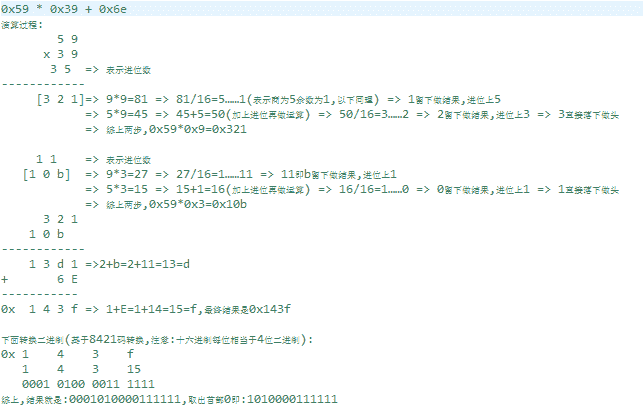 0x59 * 0x39 + 0x6e
演算过程:
5 9
x 3 9
3 5 => 表示进位数
------------
[3 2 1]=> 9*9=81 => 81/16=5……1(表示商为5余数为1,以下同理) => 1留下做结果,进位上5
=> 5*9=45 => 45+5=50(加上进位再做运算) => 50/16=3……2 => 2留下做结果,进位上3 => 3直接落下做头
=> 综上两步,0x59*0x9=0x321
1 1 => 表示进位数
[1 0 b] => 9*3=27 => 27/16=1……11 => 11即b留下做结果,进位上1
=> 5*3=15 => 15+1=16(加上进位再做运算) => 16/16=1……0 => 0留下做结果,进位上1 => 1直接落下做头
=> 综上两步,0x59*0x3=0x10b
3 2 1
1 0 b
------------
1 3 d 1 =>2+b=2+11=13=d
+ 6 E
-----------
0x 1 4 3 f => 1+E=1+14=15=f,最终结果是0x143f
下面转换二进制(基于8421码转换,注意:十六进制每位相当于4位二进制):
0x 1 4 3 f
1 4 3 15
0001 0100 0011 1111
综上,结果就是:0001010000111111,取出首部0即:1010000111111